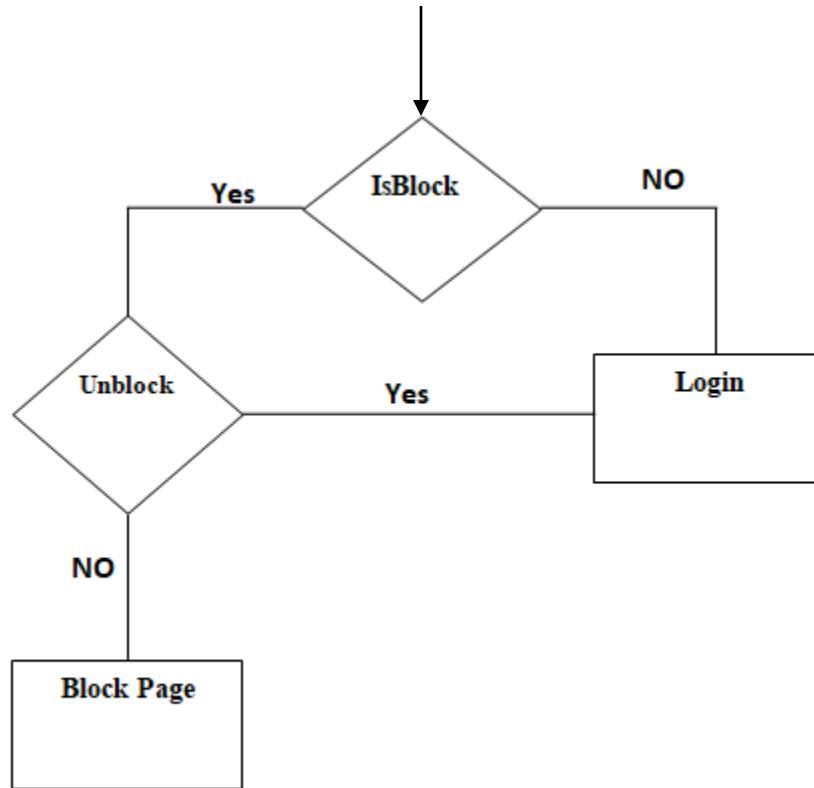 IsBlock
Yes
NO
Unblock
Yes
Login
NO
Block Page